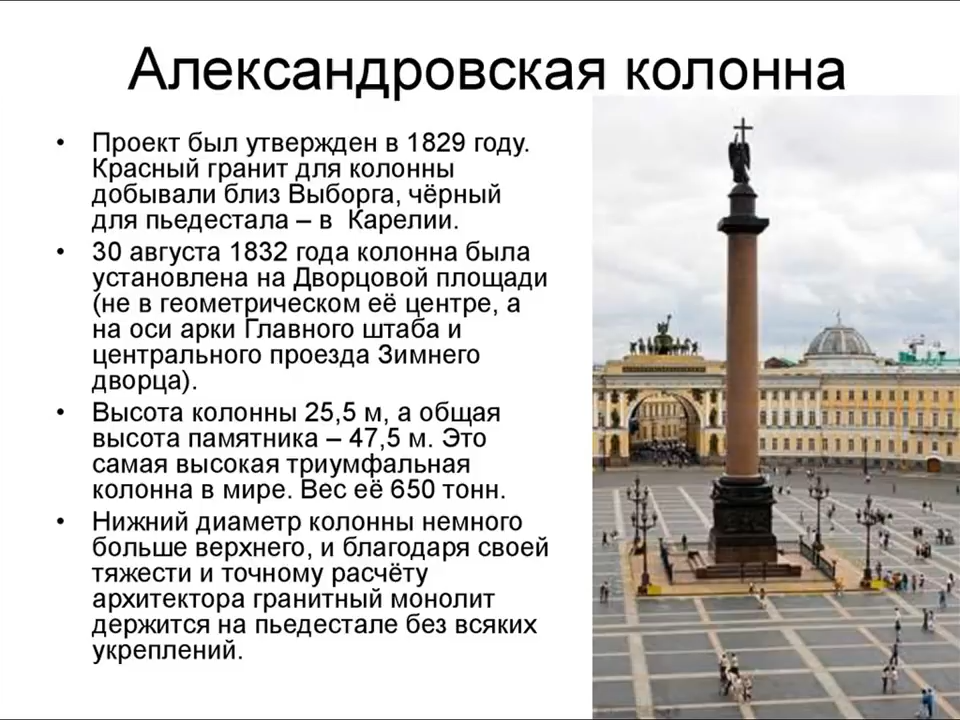 Александровская колонна
• Проект был утвержден в 1829 году.
Красный гранит для колонны
добывали близ Выборга, чёрный
для пьедестала – в  Карелии.
• 30 августа 1832 года колонна была
установлена на Дворцовой площади
(не в геометрическом её центре, а
на оси арки Главного штаба и
центрального проезда Зимнего
дворца).
• Высота колонны 25,5 м, а общая
высота памятника – 47,5 м. Это
самая высокая триумфальная
колонна в мире. Вес её 650 тонн.
• Нижний диаметр колонны немного
больше верхнего, и благодаря своей
тяжести и точному расчёту
архитектора гранитный монолит
держится на пьедестале без всяких
укреплений.